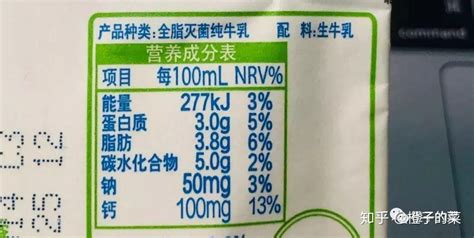 产品种类:全脂灭菌纯牛乳 配 料:生牛乳
营养成分表
项目 每100mL NRV%
能量 277kJ 3%
蛋白质 3.0g 5%
脂肪 3.8g 6%
碳水化合物 5.0g 2%
钠 50mg 3%
钙 100mg 13%
command
知乎 @橙子的菜